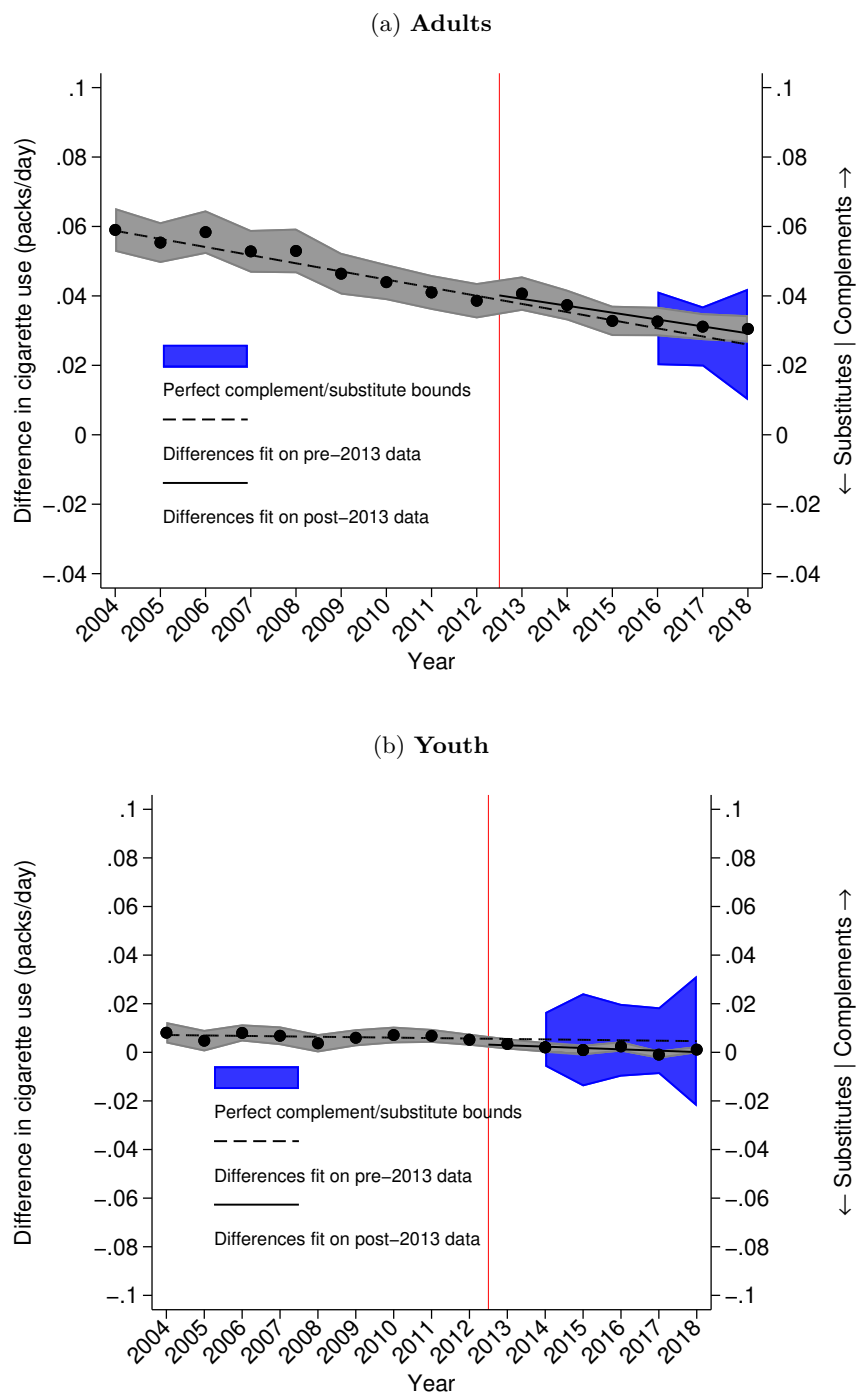 (a) Adults
Difference in cigarette use (packs/day)
.1
.08
.06
.04
.02
0
−.02
−.04
.1
.08
.06
.04
.02
0
−.02
−.04
← Substitutes | Complements →
Perfect complement/substitute bounds
Differences fit on pre−2013 data
Differences fit on post−2013 data
2004 2005 2006 2007 2008 2009 2010 2011 2012 2013 2014 2015 2016 2017 2018
Year
(b) Youth
Difference in cigarette use (packs/day)
.1
.08
.06
.04
.02
0
−.02
−.04
−.06
−.08
−.1
.1
.08
.06
.04
.02
0
−.02
−.04
−.06
−.08
−.1
← Substitutes | Complements →
Perfect complement/substitute bounds
Differences fit on pre−2013 data
Differences fit on post−2013 data
2004 2005 2006 2007 2008 2009 2010 2011 2012 2013 2014 2015 2016 2017 2018
Year